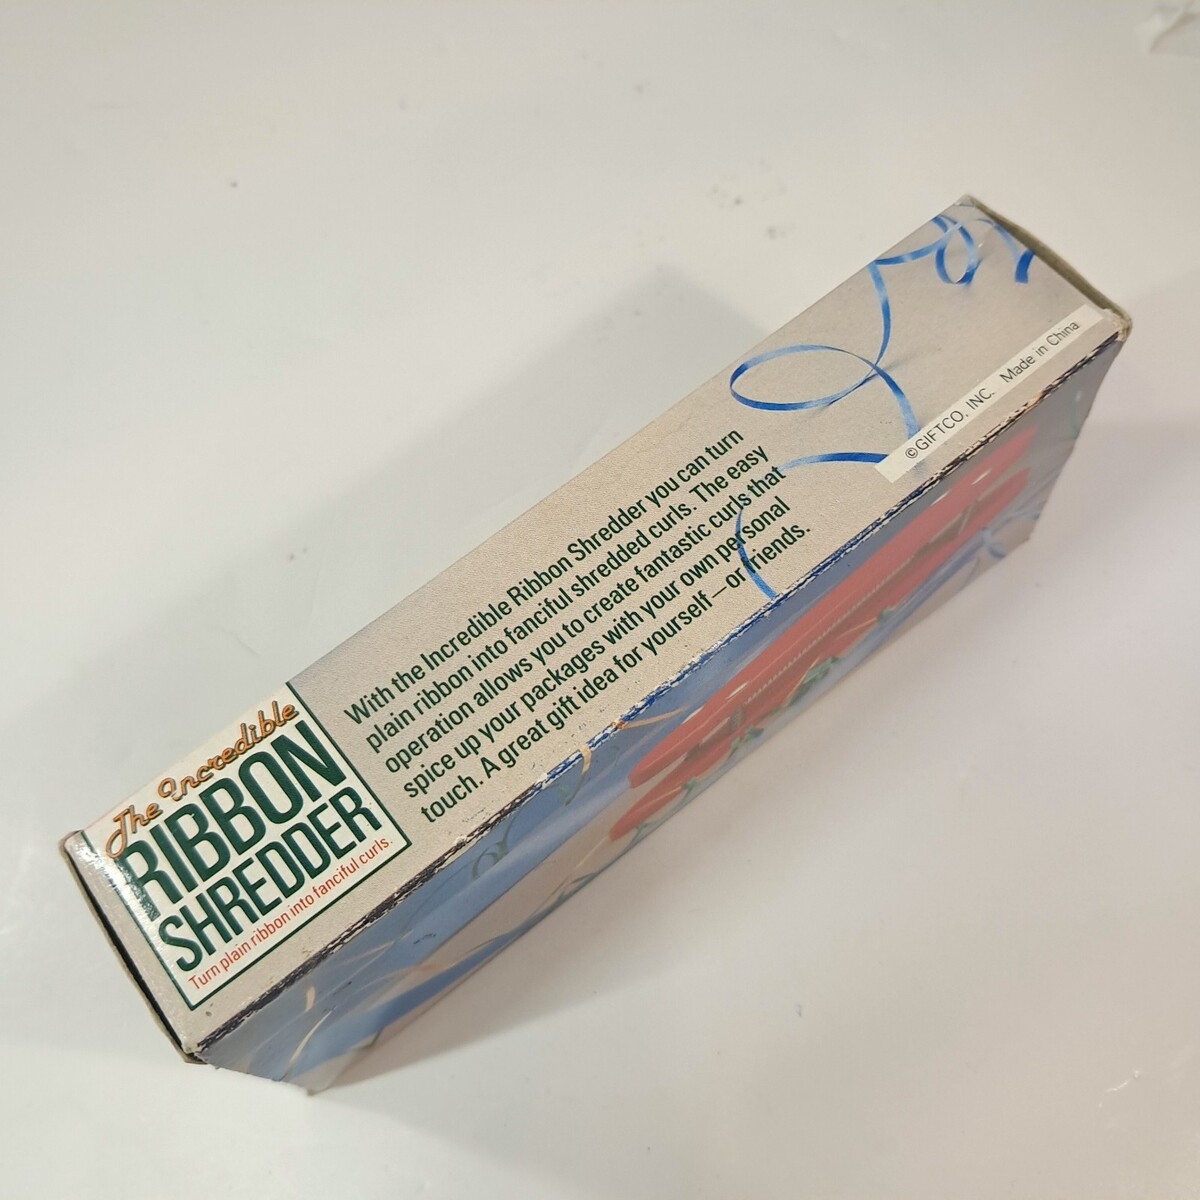 The Incredible
RIBBON
SHREDDER
Turn plain ribbon into fanciful curls.
With the Incredible Ribbon Shredder you can turn
plain ribbon into fanciful shredded curls. The easy
operation allows you to create fantastic curls that
spice up your packages with your own personal
touch. A great gift idea for yourself — or friends.
©GIFTCO, INC. Made in China